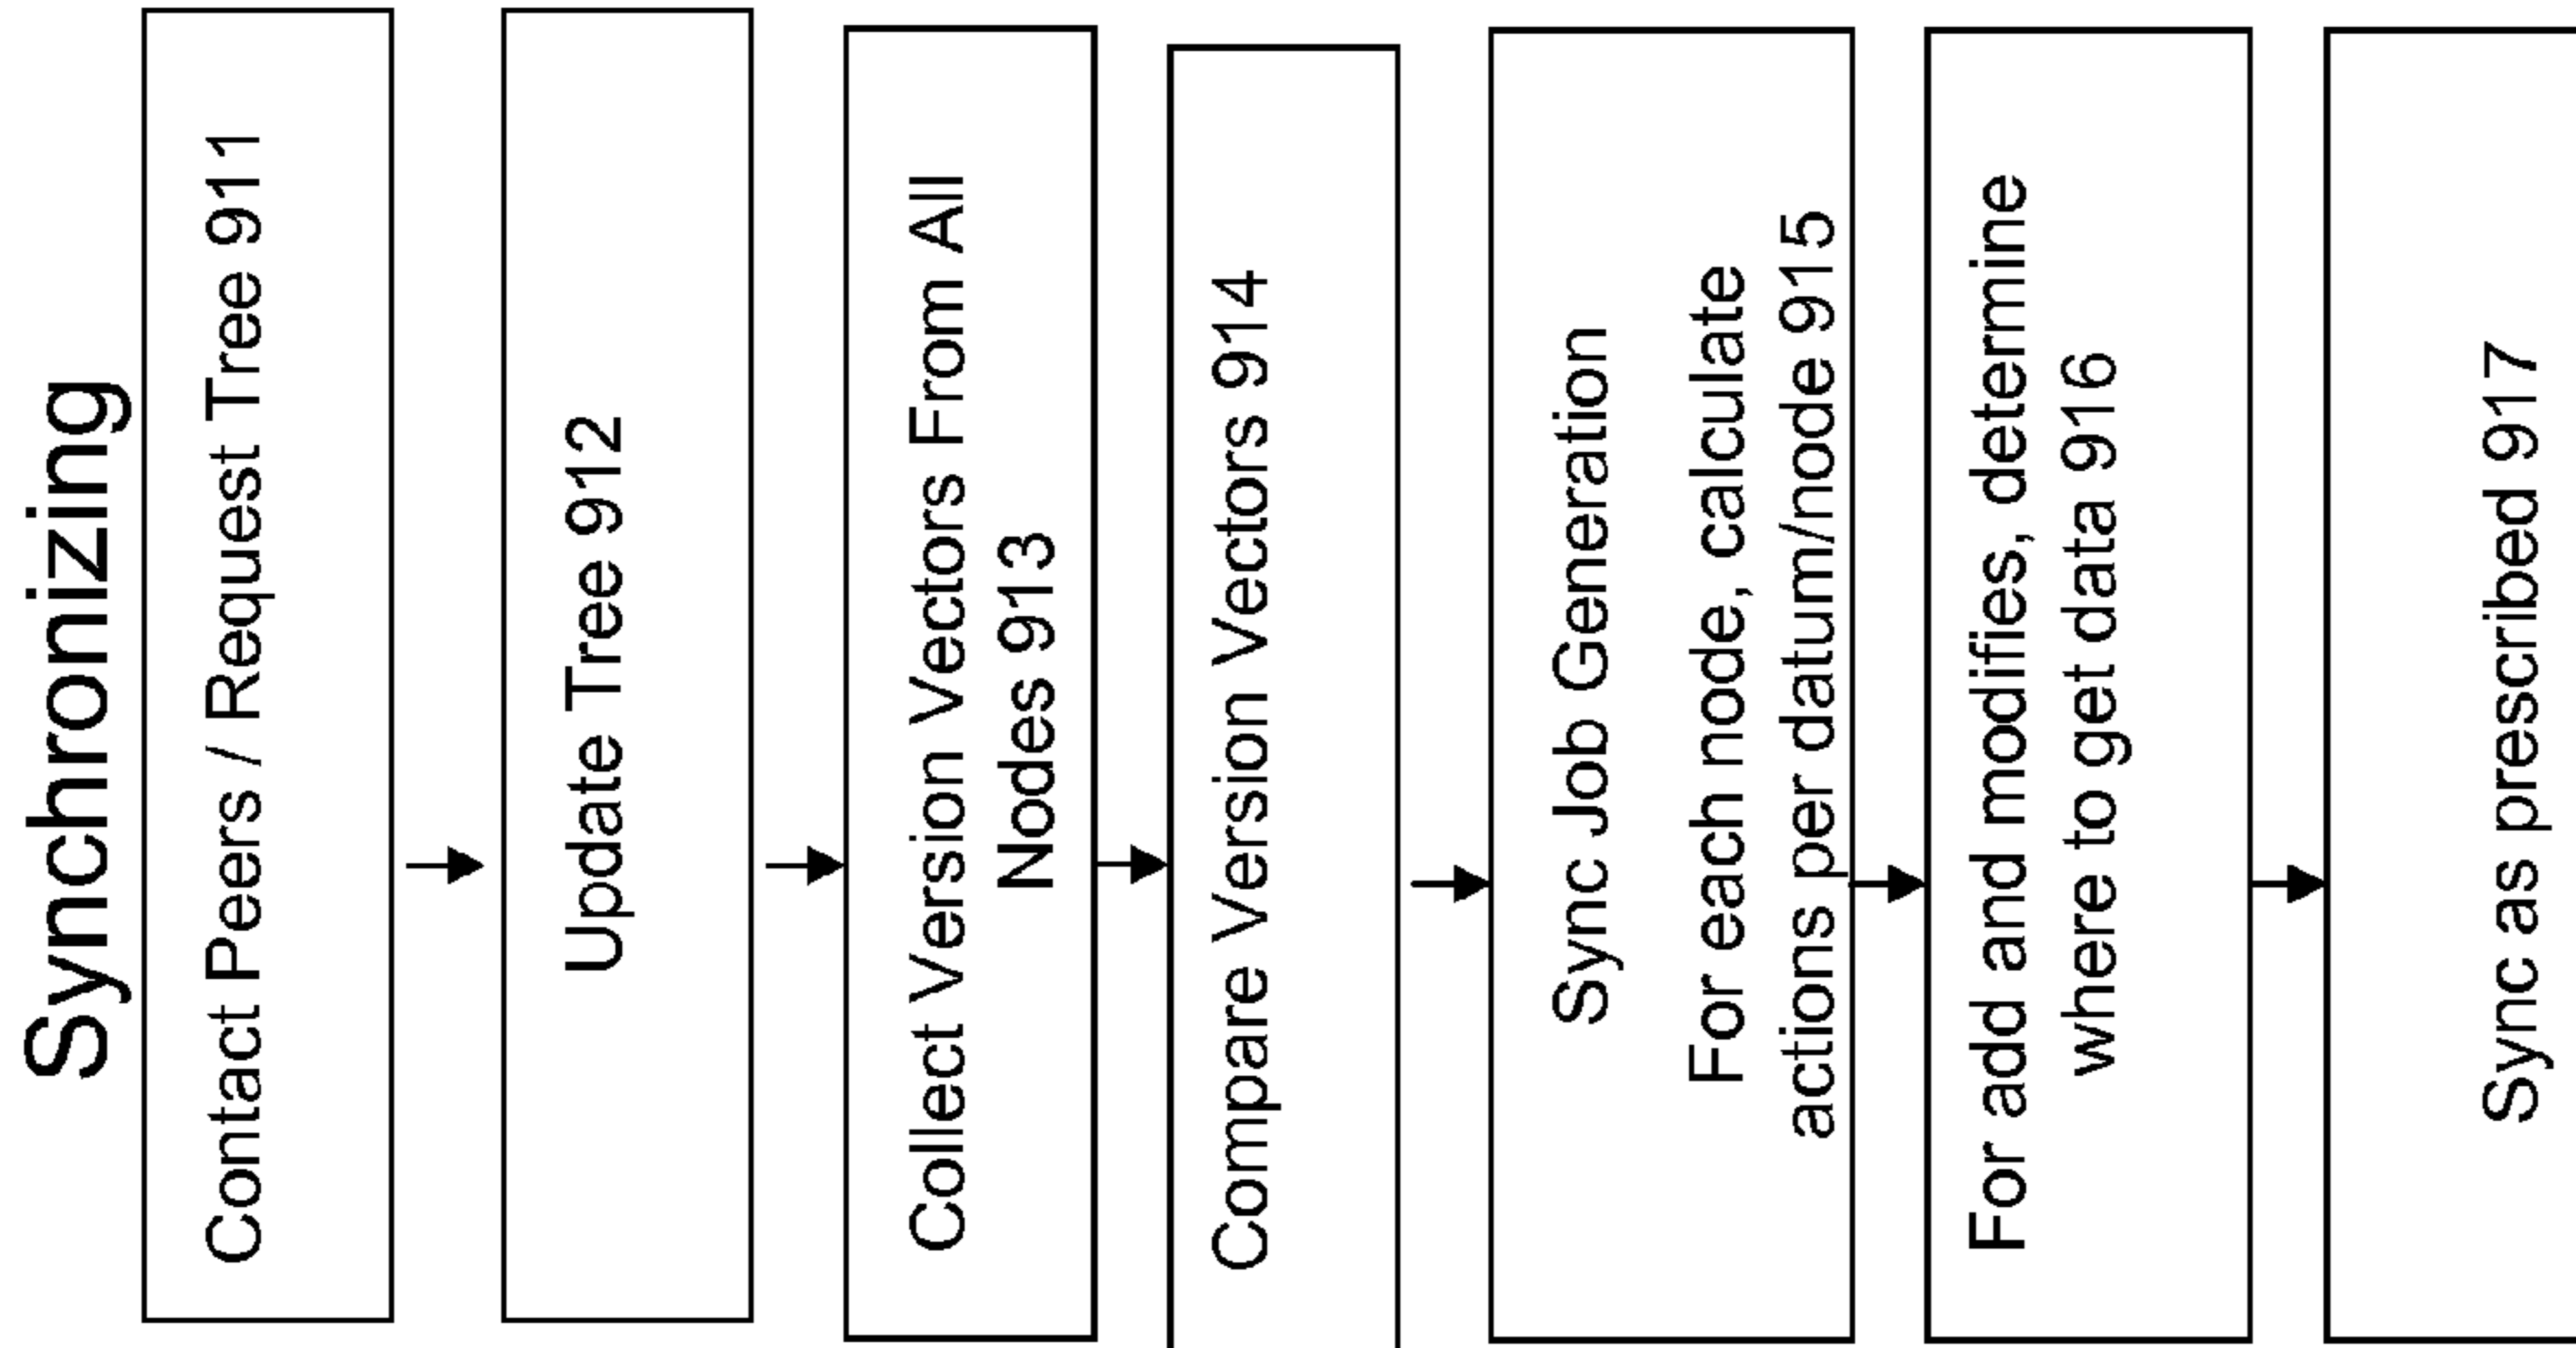 Synchronizing
Contact Peers / Request Tree 911
Update Tree 912
Collect Version Vectors From All
Nodes 913
Compare Version Vectors 914
Sync Job Generation
For each node, calculate
actions per datum/node 915
For add and modifies, determine
where to get data 916
Sync as prescribed 917